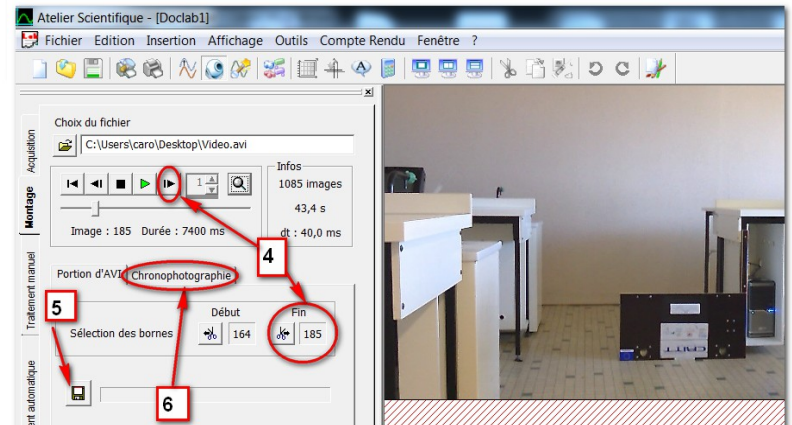 Atelier Scientifique - [Doclab1]
Fichier Edition Insertion Affichage Outils Compte Rendu Fenêtre ?
Acquisition
Montage
Traitement manuel
nt automatique
Choix du fichier
C:\Users\caro\Desktop\Video.avi
1
Infos
1085 images
43,4 s
dt : 40,0 ms
Image : 185 Durée : 7400 ms
4
Portion d'AVI Chronophotographie
5
Début Fin
Sélection des bornes 164 185
6